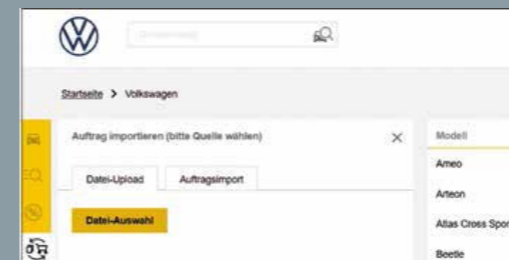 Startseite > Volkswagen
Auftrag importieren (bitte Quelle wählen)
Datei-Upload
Auftragsimport
Datei-Auswahl
Modell
Ameo
Arteon
Atlas Cross Spor
Beetle